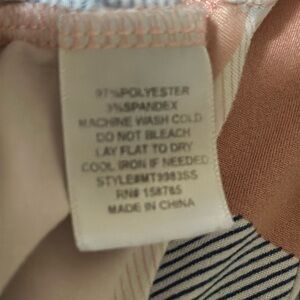 97%POLYESTER
3%SPANDEX
MACHINE WASH COLD
DO NOT BLEACH
LAY FLAT TO DRY
COOL IRON IF NEEDED
STYLE#MT9983SS
RN# 158765
MADE IN CHINA